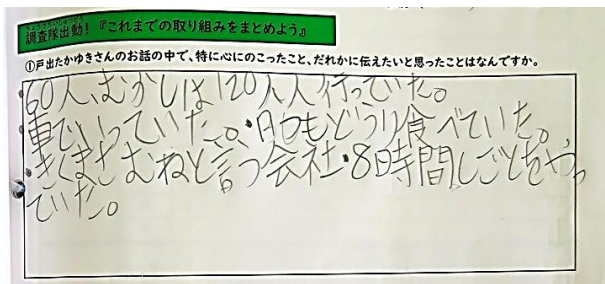 調査隊出動!『これまでの取り組みをまとめよう』
①戸出たかゆきさんのお話の中で、特に心にのこったこと、だれかに伝えたいと思ったことはなんですか。
・60人、むかしは120人人行っていた。
車でいっていた。・日つもどうり食べていた。
・きくまさむねと言う会社・8時間しごとをやっ
ていた。